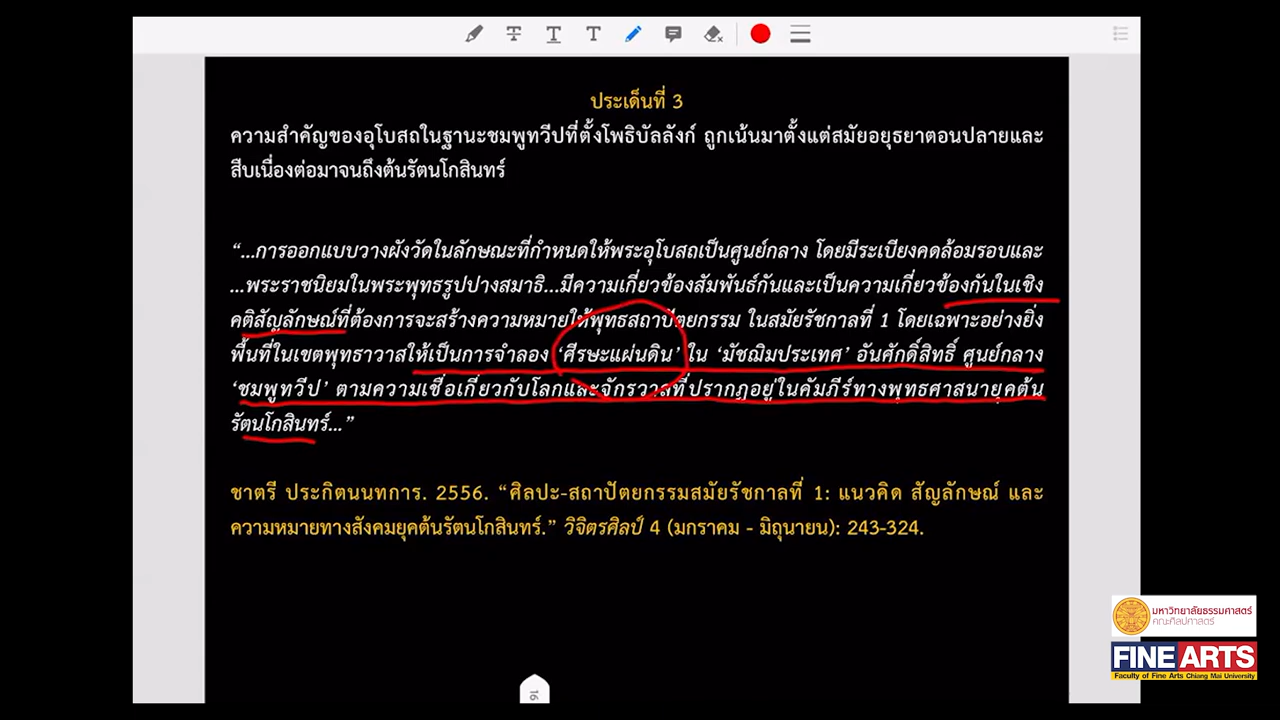 ประเด็นที่ 3
ความสำคัญของอุโบสถในฐานะชมพูทวีปที่ตั้งโพธิบัลลังก์ ถูกเน้นมาตั้งแต่สมัยอยุธยาตอนปลายและ
สืบเนื่องต่อมาจนถึงต้นรัตนโกสินทร์
“...การออกแบบวางผังวัดในลักษณะที่กำหนดให้พระอุโบสถเป็นศูนย์กลาง โดยมีระเบียงคดล้อมรอบและ
...พระราชนิยมในพระพุทธรูปปางสมาธิ...มีความเกี่ยวข้องสัมพันธ์กันและเป็นความเกี่ยวข้องกันในเชิง
คติสัญลักษณ์ที่ต้องการจะสร้างความหมายให้พุทธสถาปัตยกรรม ในสมัยรัชกาลที่ 1 โดยเฉพาะอย่างยิ่ง
พื้นที่ในเขตพุทธาวาสให้เป็นการจำลอง ‘ศีรษะแผ่นดิน’ ใน ‘มัชฌิมประเทศ’ อันศักดิ์สิทธิ์ ศูนย์กลาง
‘ชมพูทวีป’ ตามความเชื่อเกี่ยวกับโลกและจักรวาลที่ปรากฏอยู่ในคัมภีร์ทางพุทธศาสนายุคต้น
รัตนโกสินทร์...”
ชาตรี ประกิตนนทการ. 2556. “ศิลปะ-สถาปัตยกรรมสมัยรัชกาลที่ 1: แนวคิด สัญลักษณ์ และ
ความหมายทางสังคมยุคต้นรัตนโกสินทร์.” วิจิตรศิลป์ 4 (มกราคม - มิถุนายน): 243-324.
16
มหาวิทยาลัยธรรมศาสตร์
คณะศิลปศาสตร์
FINE ARTS
Faculty of Fine Arts Chiang Mai University